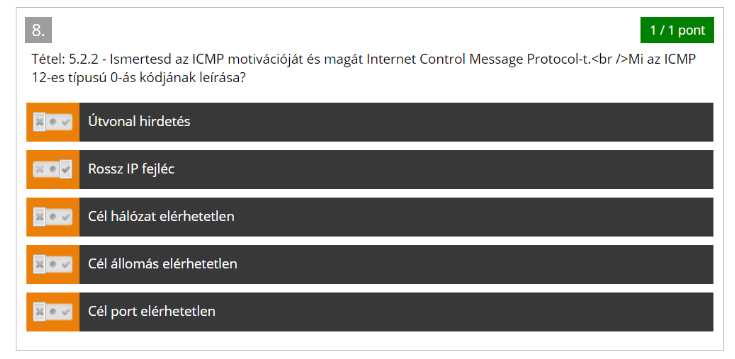 8.
1 / 1 pont
Tétel: 5.2.2 - Ismertesd az ICMP motivációját és magát Internet Control Message Protocol-t.<br />Mi az ICMP
12-es típusú 0-ás kódjának leírása?
Útvonal hirdetés
Rossz IP fejléc
Cél hálózat elérhetetlen
Cél állomás elérhetetlen
Cél port elérhetetlen